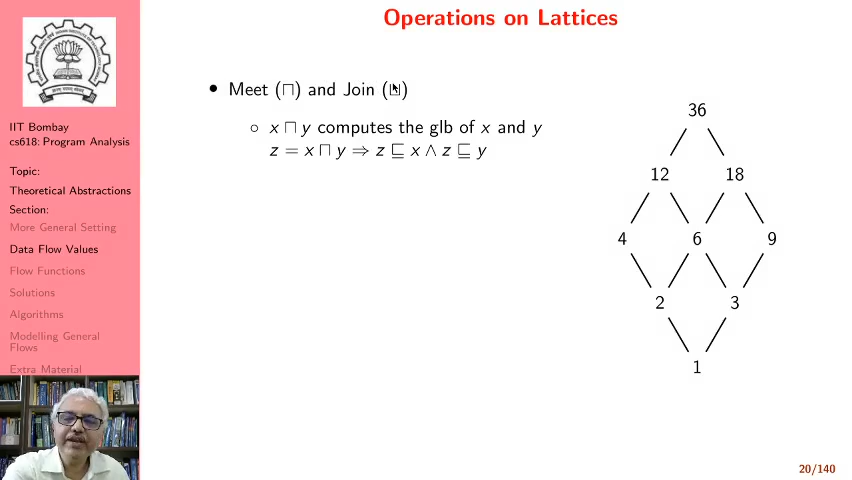 Operations on Lattices
IIT Bombay
cs618: Program Analysis
Topic:
Theoretical Abstractions
Section:
More General Setting
Data Flow Values
Flow Functions
Solutions
Algorithms
Modelling General
Flows
Extra Material
• Meet (⊓) and Join (⊔)
◦ x ⊓ y computes the glb of x and y
z = x ⊓ y ⇒ z ⊑ x ∧ z ⊑ y
36
12 18
4 6 9
2 3
1
20/140